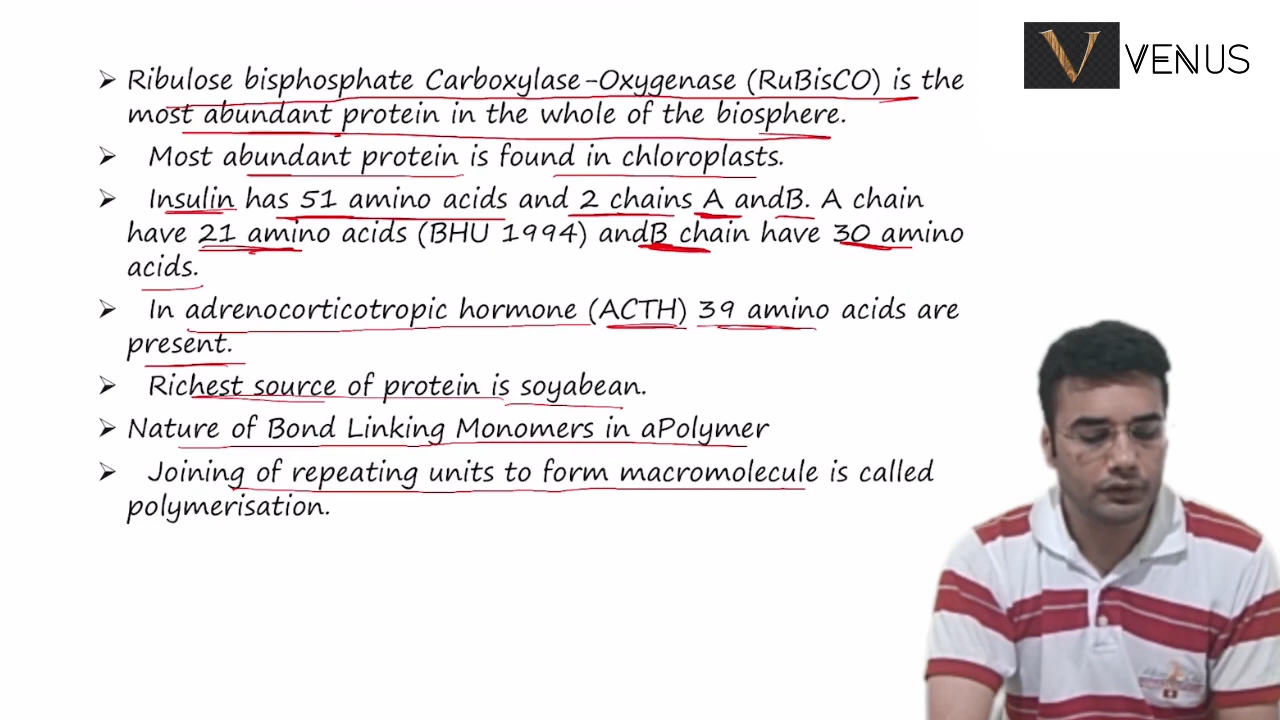 VENUS
➢ Ribulose bisphosphate Carboxylase-Oxygenase (RuBisCO) is the
most abundant protein in the whole of the biosphere.
➢ Most abundant protein is found in chloroplasts.
➢ Insulin has 51 amino acids and 2 chains A andB. A chain
have 21 amino acids (BHU 1994) andB chain have 30 amino
acids.
➢ In adrenocorticotropic hormone (ACTH) 39 amino acids are
present.
➢ Richest source of protein is soyabean.
➢ Nature of Bond Linking Monomers in aPolymer
➢ Joining of repeating units to form macromolecule is called
polymerisation.